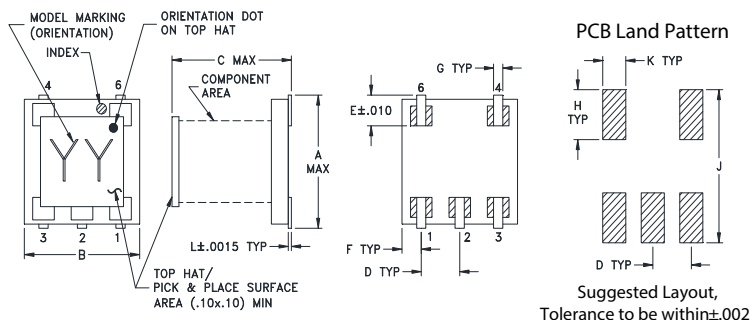 MODEL MARKING
(ORIENTATION)
INDEX
ORIENTATION DOT
ON TOP HAT
4
6
YY
3
2
1
B
C MAX
COMPONENT
AREA
A
MAX
L±.0015 TYP
TOP HAT/
PICK & PLACE SURFACE
AREA (.10x.10) MIN
G TYP
6
4
E±.010
F TYP
1
2
3
D TYP
PCB Land Pattern
K TYP
H
TYP
J
D TYP
Suggested Layout,
Tolerance to be within±.002